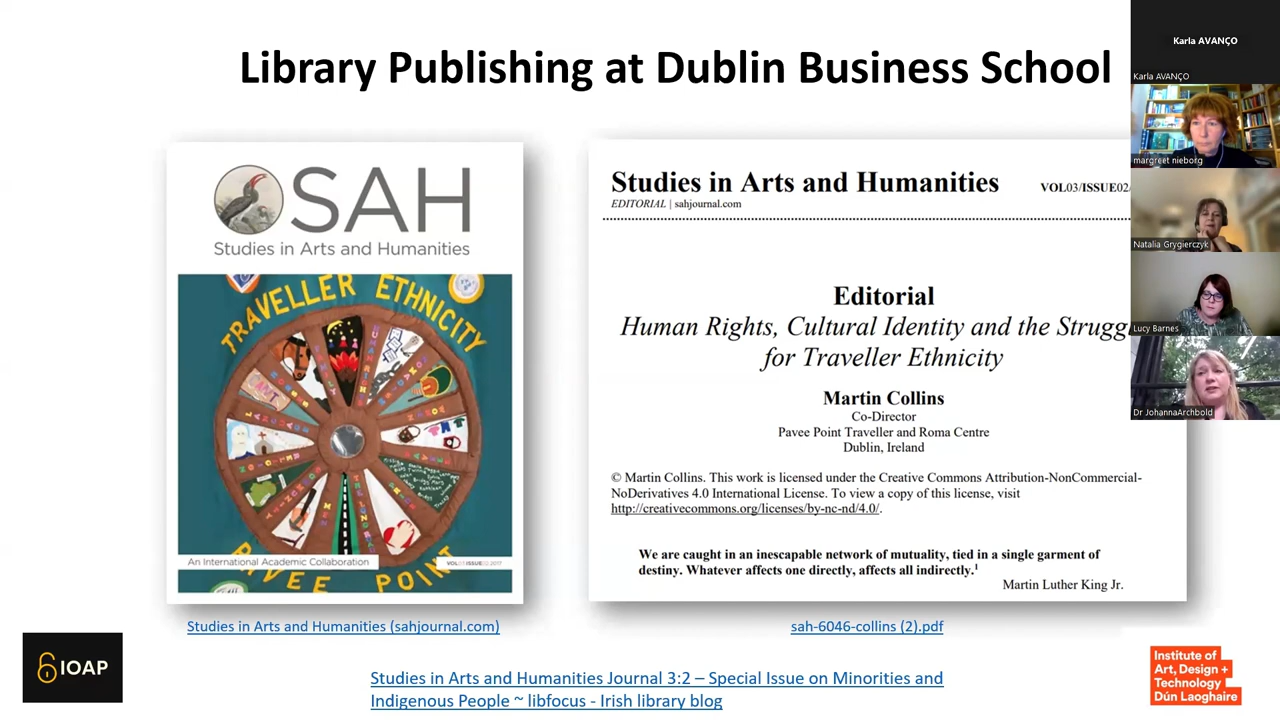 Library Publishing at Dublin Business School
SAH
Studies in Arts and Humanities
TRAVELLER ETHNICITY
PAVEE POINT
An International Academic Collaboration
VOL03/ISSUE02/2017
Studies in Arts and Humanities (sahjournal.com)
Studies in Arts and Humanities
VOL03/ISSUE02/
EDITORIAL | sahjournal.com
Editorial
Human Rights, Cultural Identity and the Strugg
for Traveller Ethnicity
Martin Collins
Co-Director
Pavee Point Traveller and Roma Centre
Dublin, Ireland
© Martin Collins. This work is licensed under the Creative Commons Attribution-NonCommercial-
NoDerivatives 4.0 International License. To view a copy of this license, visit
http://creativecommons.org/licenses/by-nc-nd/4.0/.
We are caught in an inescapable network of mutuality, tied in a single garment of
destiny. Whatever affects one directly, affects all indirectly.1
Martin Luther King Jr.
sah-6046-collins (2).pdf
Studies in Arts and Humanities Journal 3:2 – Special Issue on Minorities and
Indigenous People ~ libfocus - Irish library blog
IOAP
Institute of
Art, Design +
Technology
Dún Laoghaire
Karla AVANÇO
Karla AVANÇO
margreet nieborg
Natalia Grygierczyk
Lucy Barnes
Dr JohannaArchbold